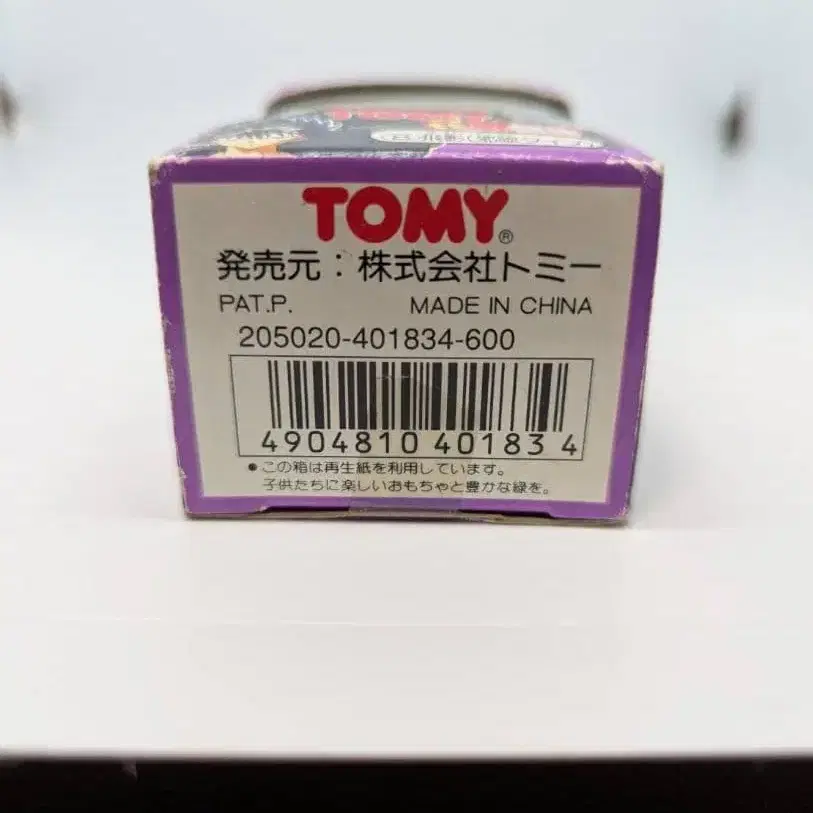 TOMY®
発売元：株式会社トミー
PAT.P. MADE IN CHINA
205020-401834-600
4904810 401834
●この箱は再生紙を利用しています。
子供たちに楽しいおもちゃと豊かな緑を。